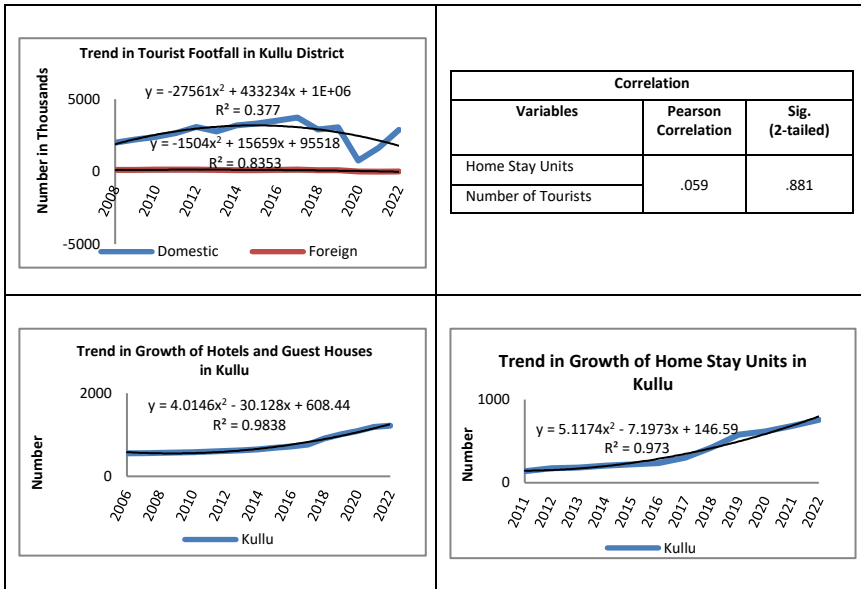 Trend in Tourist Footfall in Kullu District
Number in Thousands
y = -27561x² + 433234x + 1E+06
R² = 0.377
5000
y = -1504x² + 15659x + 95518
R² = 0.8353
0
2008
2010
2012
2014
2016
2018
2020
2022
-5000
Domestic
Foreign
Correlation
Variables
Pearson Correlation
Sig. (2-tailed)
Home Stay Units
.059
.881
Number of Tourists
Trend in Growth of Hotels and Guest Houses
in Kullu
Number
2000
y = 4.0146x² - 30.128x + 608.44
R² = 0.9838
0
2006
2008
2010
2012
2014
2016
2018
2020
2022
Kullu
Trend in Growth of Home Stay Units in
Kullu
Number
1000
y = 5.1174x² - 7.1973x + 146.59
R² = 0.973
0
2011
2012
2013
2014
2015
2016
2017
2018
2019
2020
2021
2022
Kullu